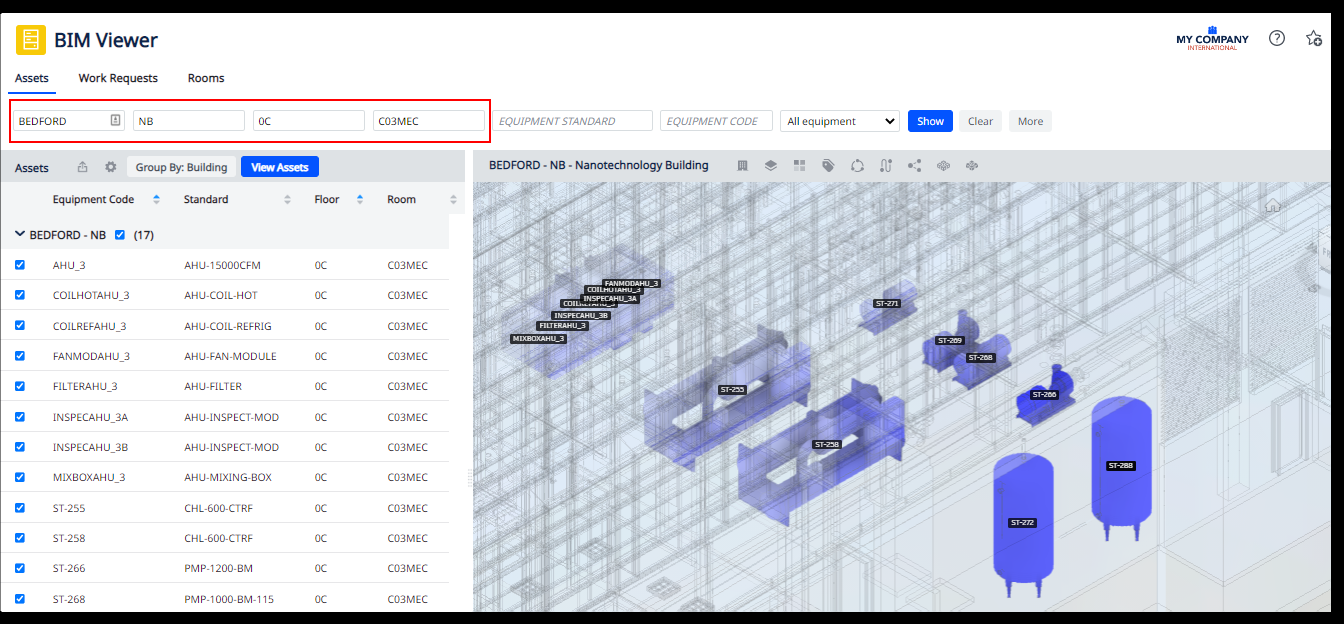 BIM Viewer
MY COMPANY
INTERNATIONAL
Assets Work Requests Rooms
BEDFORD NB 0C C03MEC EQUIPMENT STANDARD EQUIPMENT CODE All equipment Show Clear More
Assets Group By: Building View Assets
Equipment Code Standard Floor Room
BEDFORD - NB (17)
AHU_3 AHU-15000CFM 0C C03MEC
COILHOTAHU_3 AHU-COIL-HOT 0C C03MEC
COILREFAHU_3 AHU-COIL-REFRIG 0C C03MEC
FANMODAHU_3 AHU-FAN-MODULE 0C C03MEC
FILTERAHU_3 AHU-FILTER 0C C03MEC
INSPECAHU_3A AHU-INSPECT-MOD 0C C03MEC
INSPECAHU_3B AHU-INSPECT-MOD 0C C03MEC
MIXBOXAHU_3 AHU-MIXING-BOX 0C C03MEC
ST-255 CHL-600-CTRF 0C C03MEC
ST-258 CHL-600-CTRF 0C C03MEC
ST-266 PMP-1200-BM 0C C03MEC
ST-268 PMP-1000-BM-115 0C C03MEC
BEDFORD - NB - Nanotechnology Building
FANMODAHU_3
COILHOTAHU_3
INSPECAHU_3A
COILREFAHU_3
INSPECAHU_3B
FILTERAHU_3
MIXBOXAHU_3
ST-271
ST-269
ST-268
ST-255
ST-266
ST-258
ST-288
ST-272